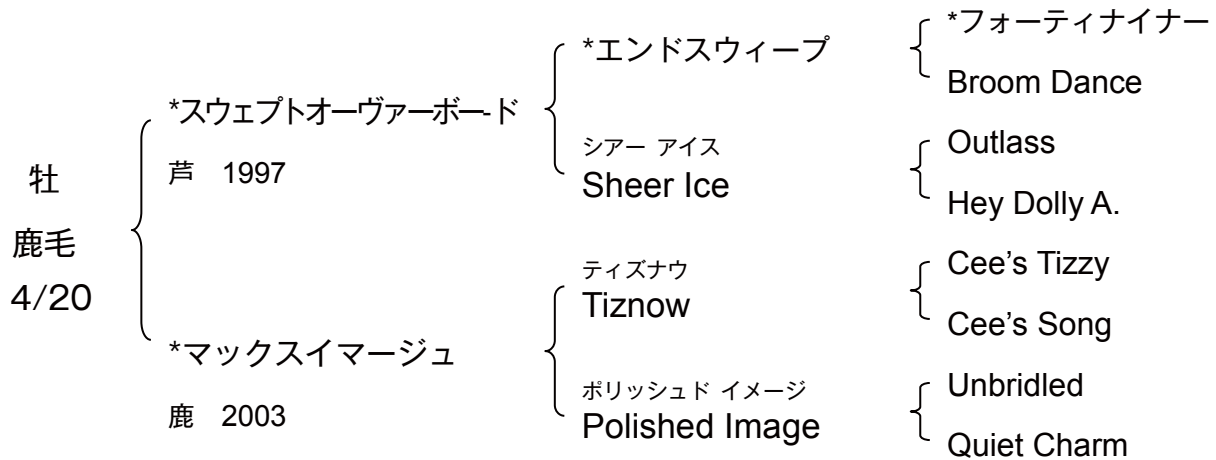 牡
鹿毛
4/20
*スウェプトオーヴァーボード
芦 1997
*マックスイマージュ
鹿 2003
*エンドスウィープ
シアー アイス
Sheer Ice
ティズナウ
Tiznow
ポリッシュド イメージ
Polished Image
*フォーティナイナー
Broom Dance
Outlass
Hey Dolly A.
Cee's Tizzy
Cee's Song
Unbridled
Quiet Charm